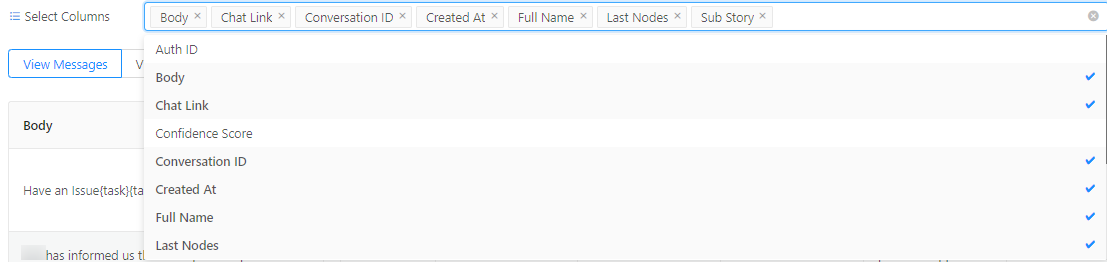 Select Columns
Body × Chat Link × Conversation ID × Created At × Full Name × Last Nodes × Sub Story ×
View Messages V
Auth ID
Body
Chat Link
Confidence Score
Conversation ID
Created At
Full Name
Last Nodes
Body
Have an Issue{task}{ta
has informed us th